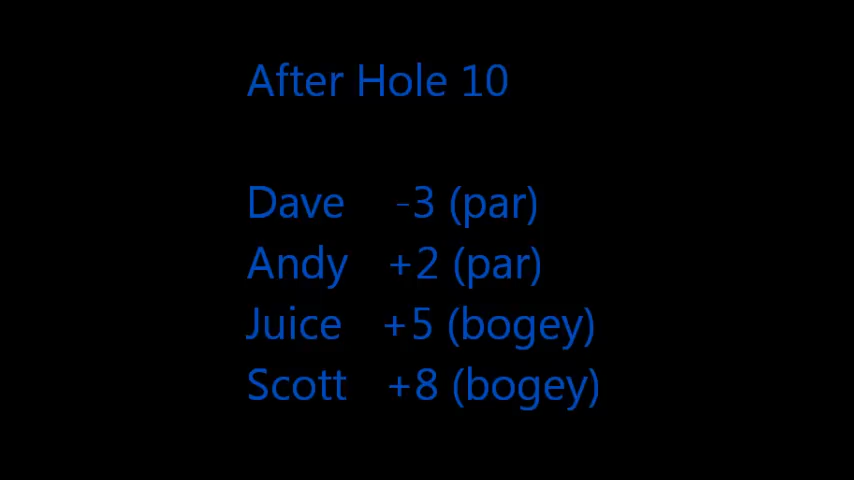 After Hole 10
Dave -3 (par)
Andy +2 (par)
Juice +5 (bogey)
Scott +8 (bogey)